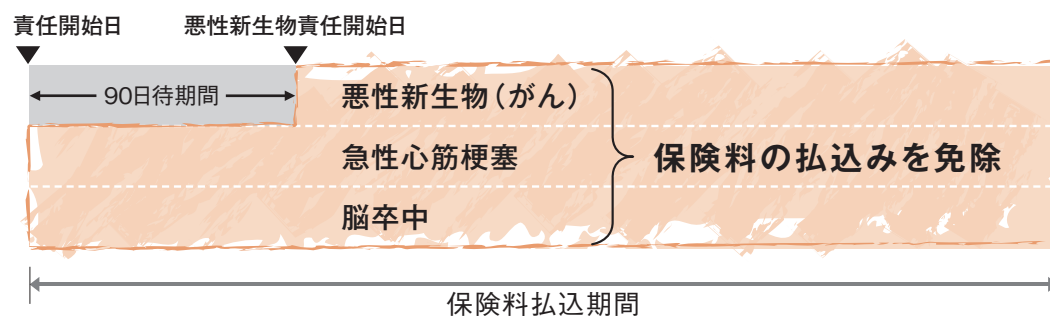 責任開始日
悪性新生物責任開始日
90日待期間
悪性新生物（がん）
急性心筋梗塞
保険料の払込みを免除
脳卒中
保険料払込期間